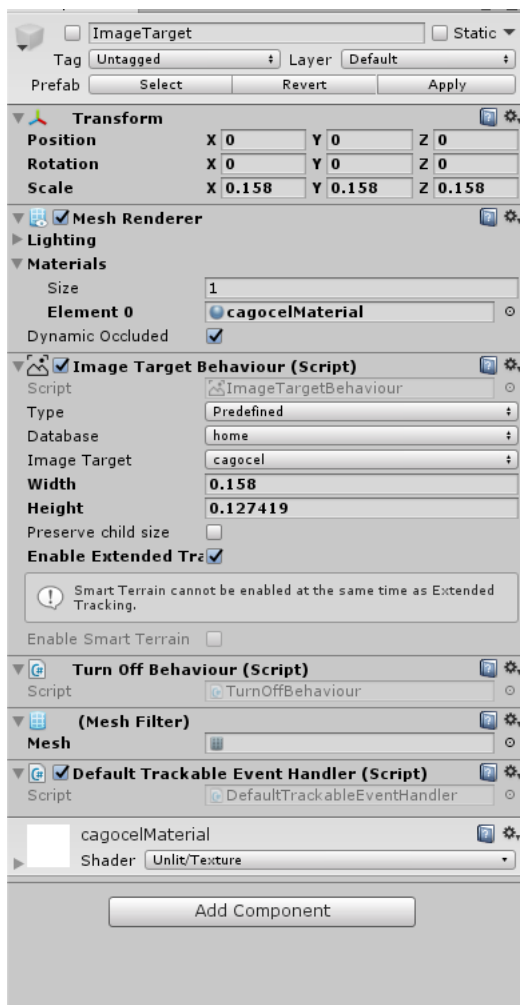 ImageTarget Static
Tag Untagged Layer Default
Prefab Select Revert Apply
Transform
Position X 0 Y 0 Z 0
Rotation X 0 Y 0 Z 0
Scale X 0.158 Y 0.158 Z 0.158
Mesh Renderer
Lighting
Materials
Size 1
Element 0 cagocelMaterial
Dynamic Occluded
Image Target Behaviour (Script)
Script ImageTargetBehaviour
Type Predefined
Database home
Image Target cagocel
Width 0.158
Height 0.127419
Preserve child size
Enable Extended Tra
Smart Terrain cannot be enabled at the same time as Extended
Tracking.
Enable Smart Terrain
Turn Off Behaviour (Script)
Script TurnOffBehaviour
(Mesh Filter)
Mesh
Default Trackable Event Handler (Script)
Script DefaultTrackableEventHandler
cagocelMaterial
Shader Unlit/Texture
Add Component